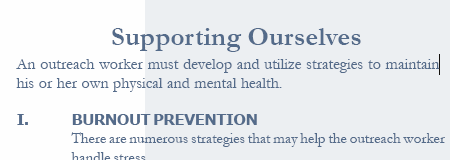 Supporting Ourselves
An outreach worker must develop and utilize strategies to maintain
his or her own physical and mental health.
I. BURNOUT PREVENTION
There are numerous strategies that may help the outreach worker
handle stress